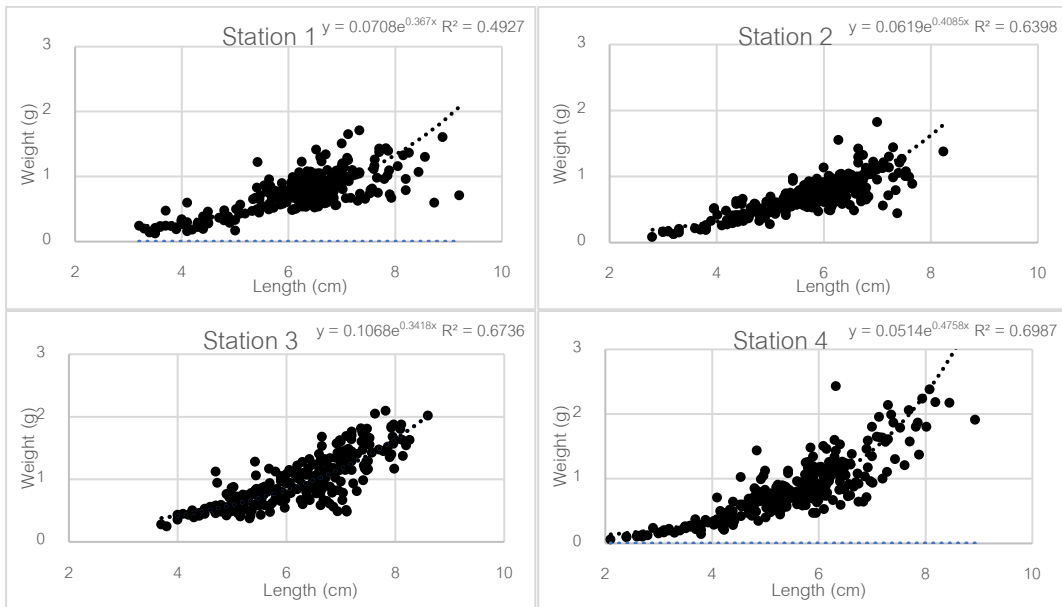 Station 1
y = 0.0708e^0.367x R² = 0.4927
3
2
1
0
Weight (g)
2 4 6 8 10
Length (cm)
Station 2
y = 0.0619e^0.4085x R² = 0.6398
3
2
1
0
Weight (g)
2 4 6 8 10
Length (cm)
Station 3
y = 0.1068e^0.3418x R² = 0.6736
3
2
1
0
Weight (g)
2 4 6 8 10
Length (cm)
Station 4
y = 0.0514e^0.4758x R² = 0.6987
3
2
1
0
Weight (g)
2 4 6 8 10
Length (cm)